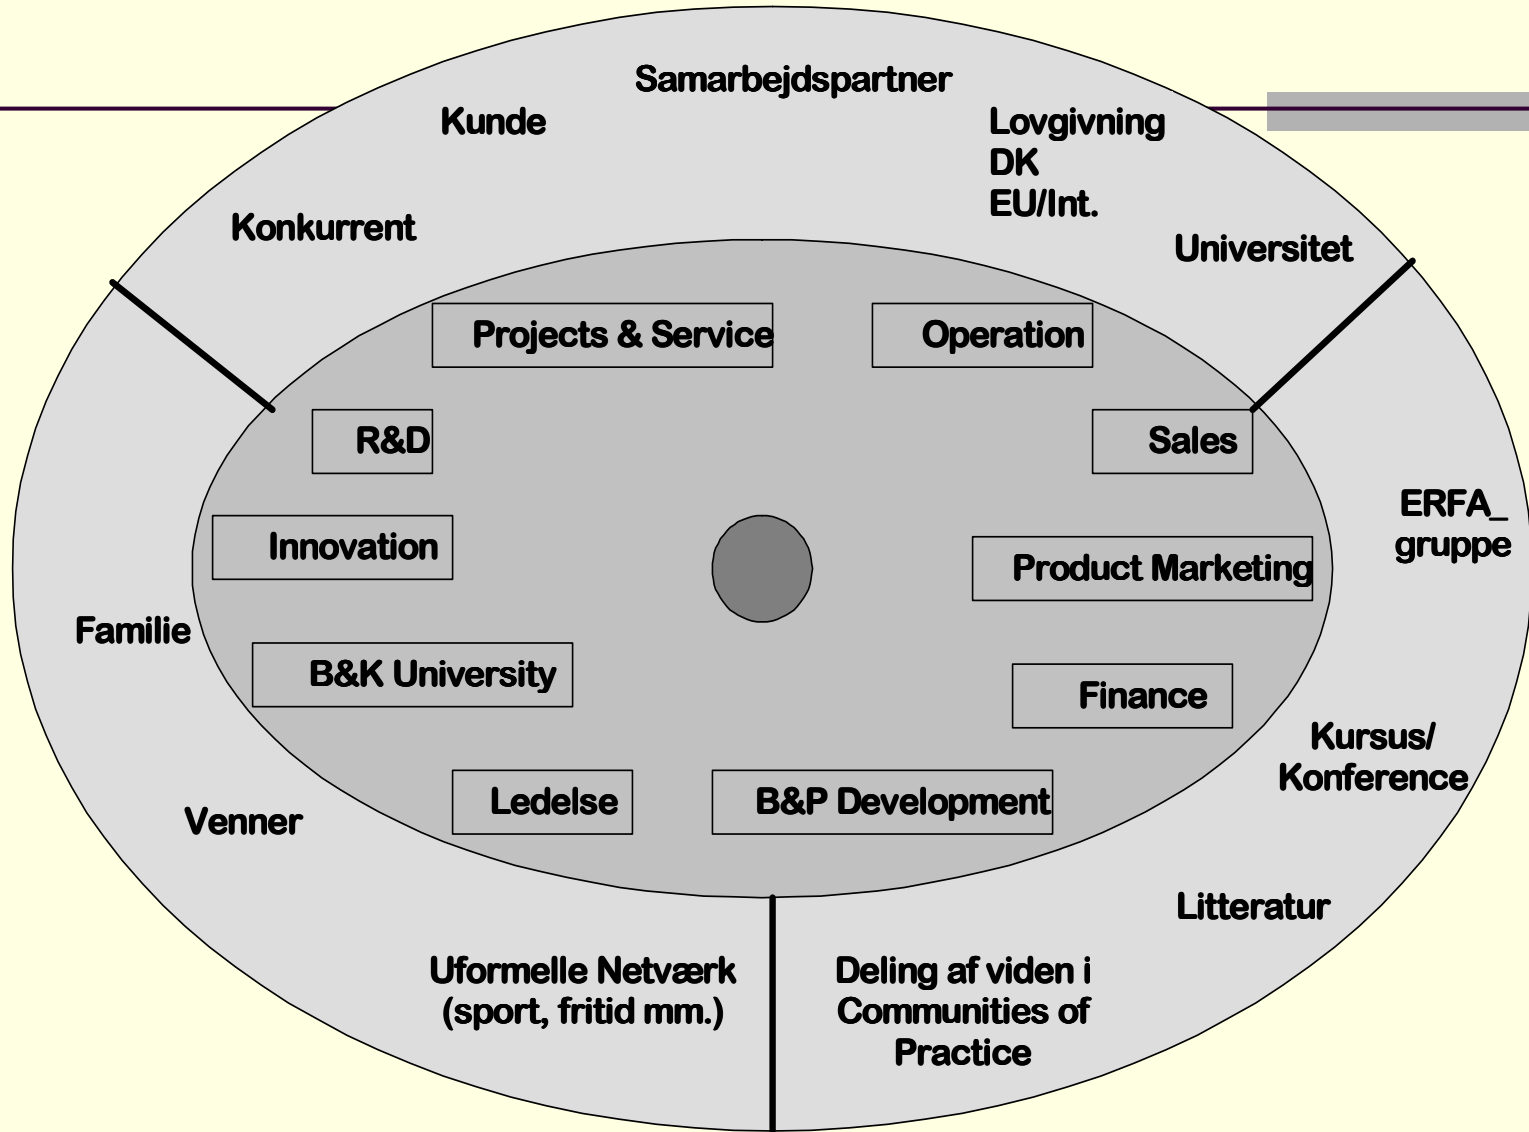 Samarbejdspartner
Kunde
Lovgivning
DK
EU/Int.
Konkurrent
Universitet
Projects & Service
Operation
R&D
Sales
ERFA_
gruppe
Innovation
Product Marketing
Familie
B&K University
Finance
Kursus/
Konference
Ledelse
B&P Development
Venner
Litteratur
Uformelle Netværk
(sport, fritid mm.)
Deling af viden i
Communities of
Practice